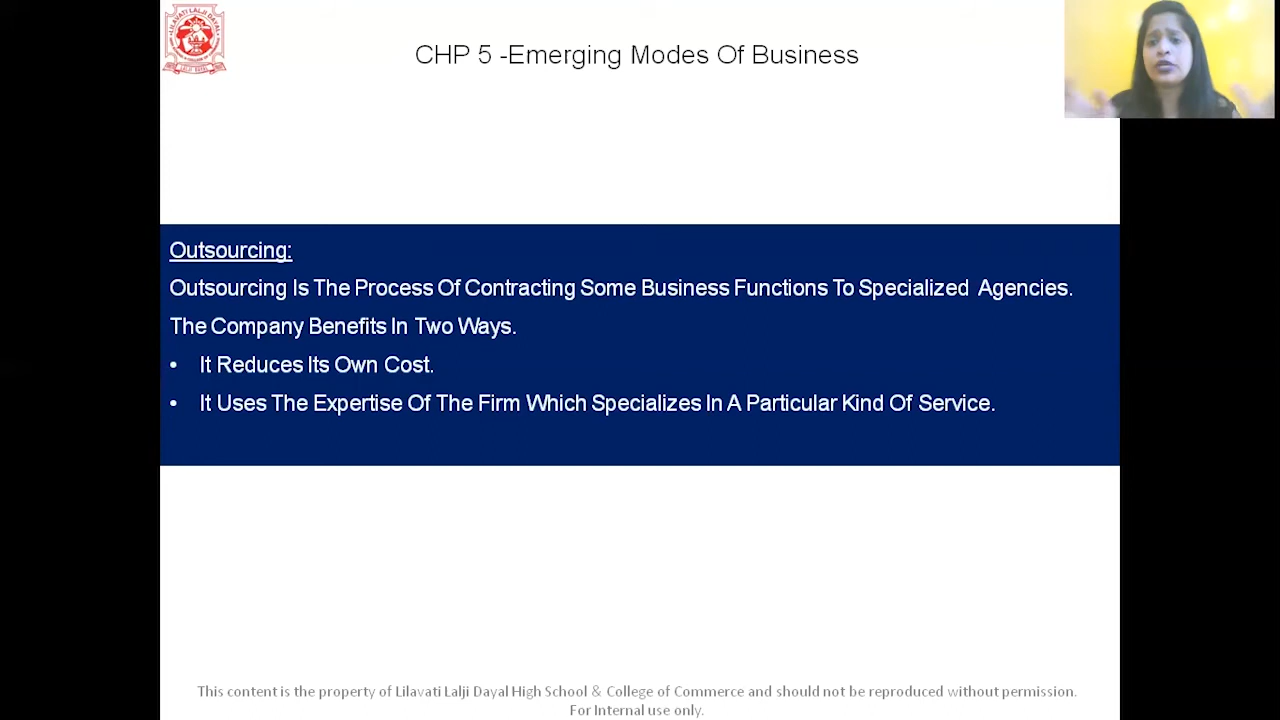 CHP 5 -Emerging Modes Of Business
Outsourcing:
Outsourcing Is The Process Of Contracting Some Business Functions To Specialized Agencies.
The Company Benefits In Two Ways.
• It Reduces Its Own Cost.
• It Uses The Expertise Of The Firm Which Specializes In A Particular Kind Of Service.
This content is the property of Lilavati Lalji Dayal High School & College of Commerce and should not be reproduced without permission.
For Internal use only.